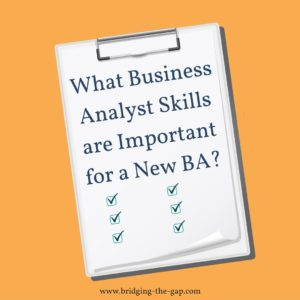 What Business
Analyst Skills
are Important
for a New BA?
www.bridging-the-gap.com